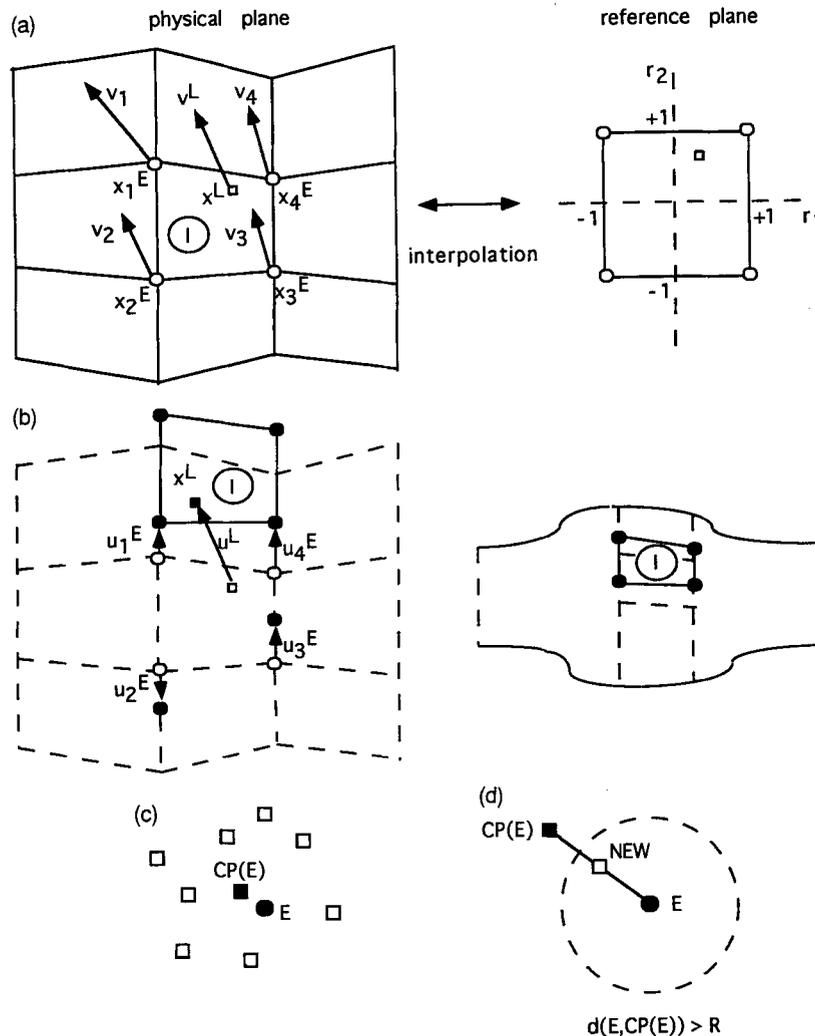 (a)
physical plane
reference plane
v1
vL
v4
x1E
xL
x4E
v2
I
v3
x2E
x3E
interpolation
r2
+1
-1
+1
r
-1
(b)
xL
I
u1E
uL
u4E
u3E
u2E
I
(c)
CP(E)
E
(d)
CP(E)
NEW
E
d(E,CP(E)) > R